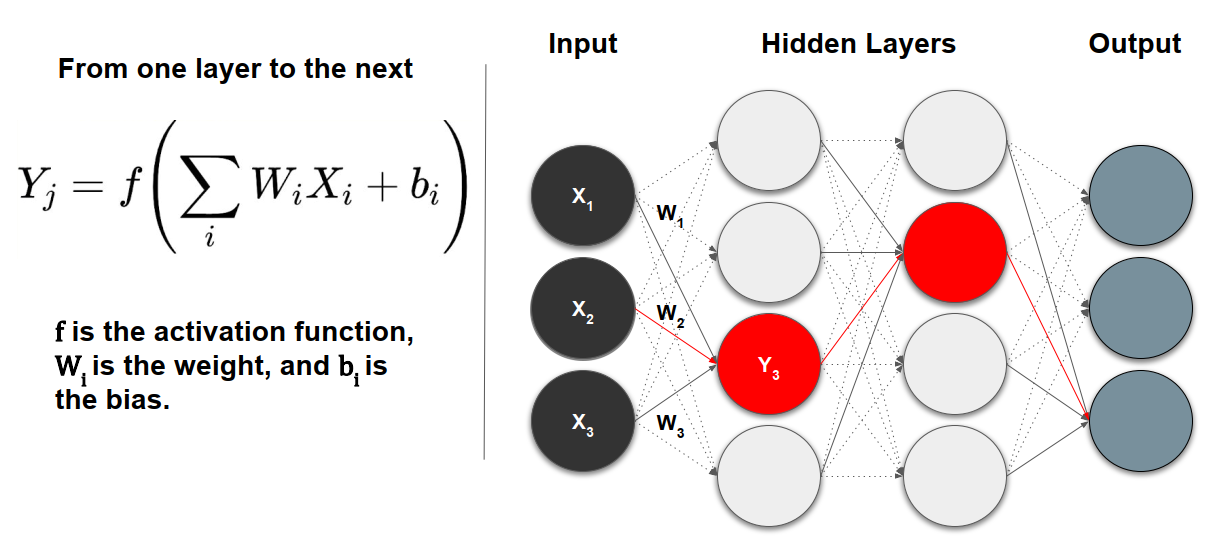 From one layer to the next
Y_j = f(∑_i W_i X_i + b_i)
f is the activation function,
W_i is the weight, and b_i is
the bias.
Input
Hidden Layers
Output
X_1
X_2
X_3
W_1
W_2
W_3
Y_3